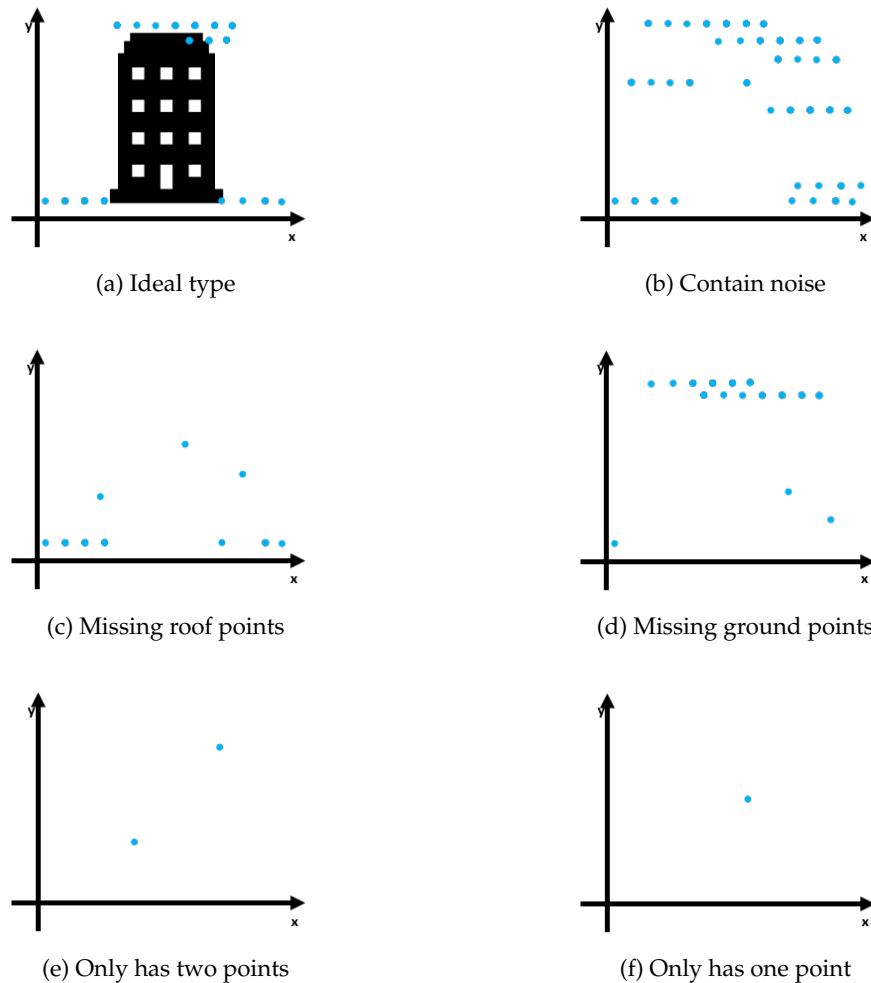 y
y
x
x
(a) Ideal type
(b) Contain noise
y
y
x
x
(c) Missing roof points
(d) Missing ground points
y
y
x
x
(e) Only has two points
(f) Only has one point